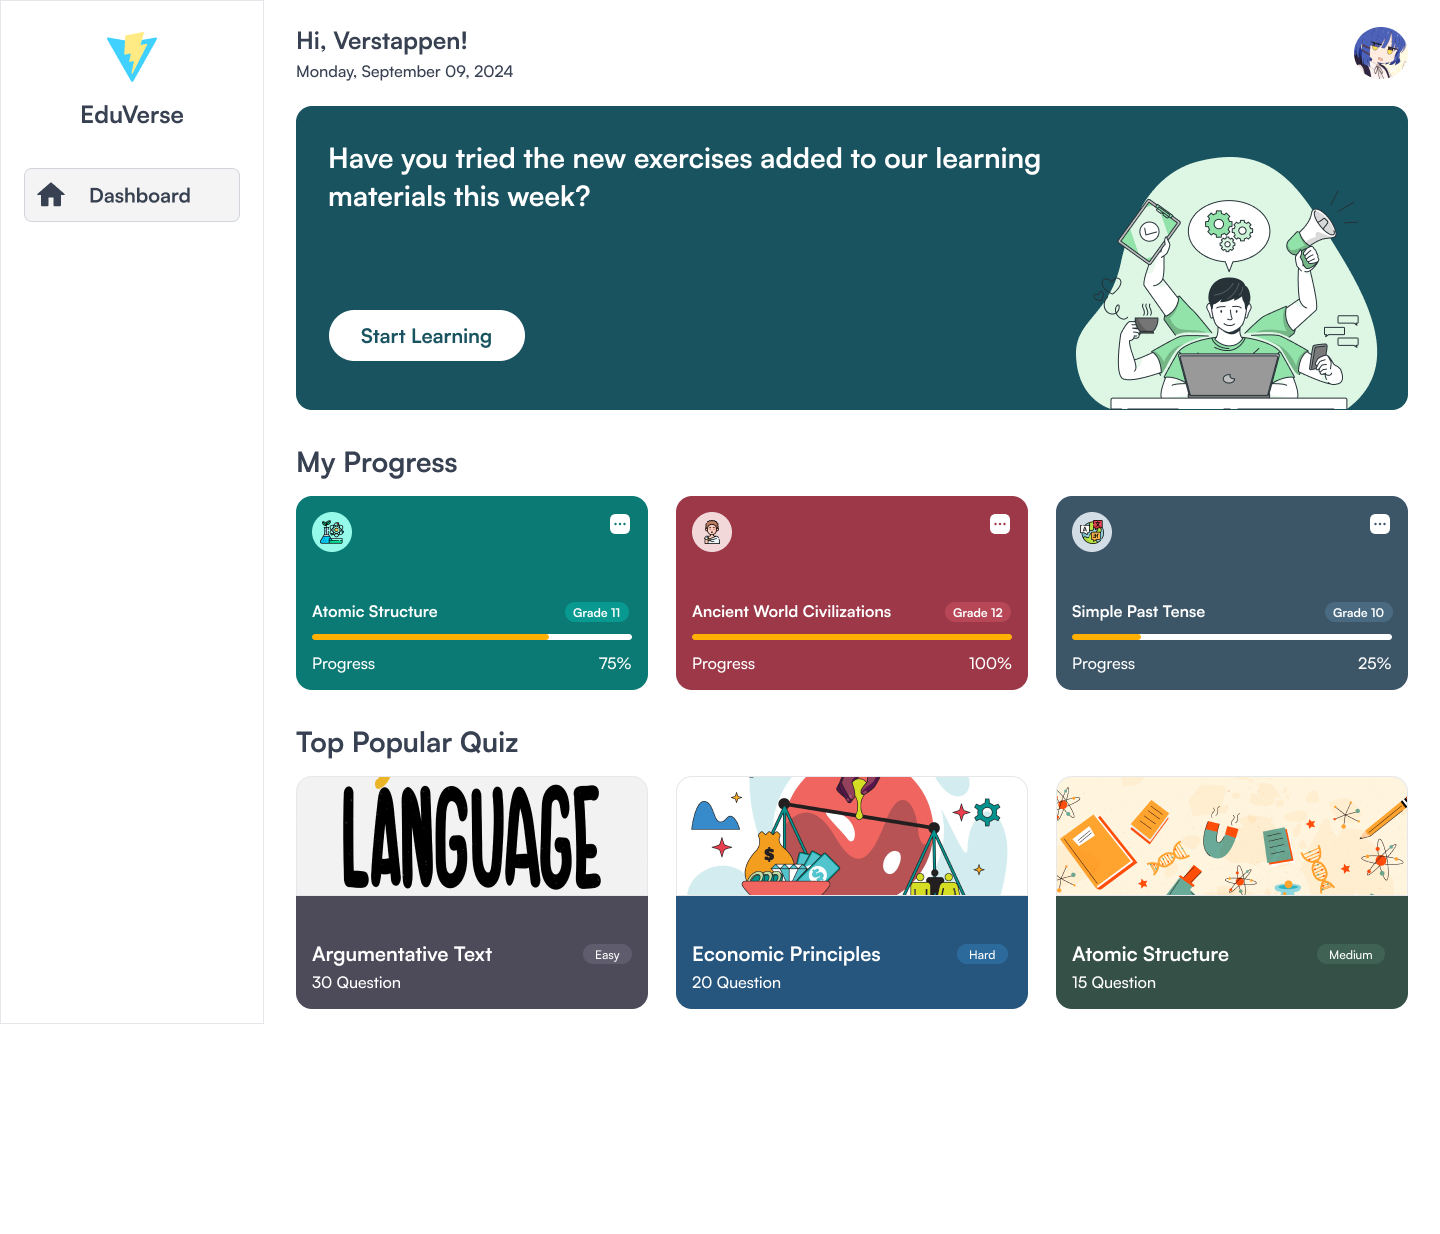 EduVerse
Dashboard
Hi, Verstappen!
Monday, September 09, 2024
Have you tried the new exercises added to our learning
materials this week?
Start Learning
My Progress
Atomic Structure
Grade 11
Progress
75%
Ancient World Civilizations
Grade 12
Progress
100%
Simple Past Tense
Grade 10
Progress
25%
Top Popular Quiz
LANGUAGE
Argumentative Text
Easy
30 Question
$
$
Economic Principles
Hard
20 Question
Atomic Structure
Medium
15 Question